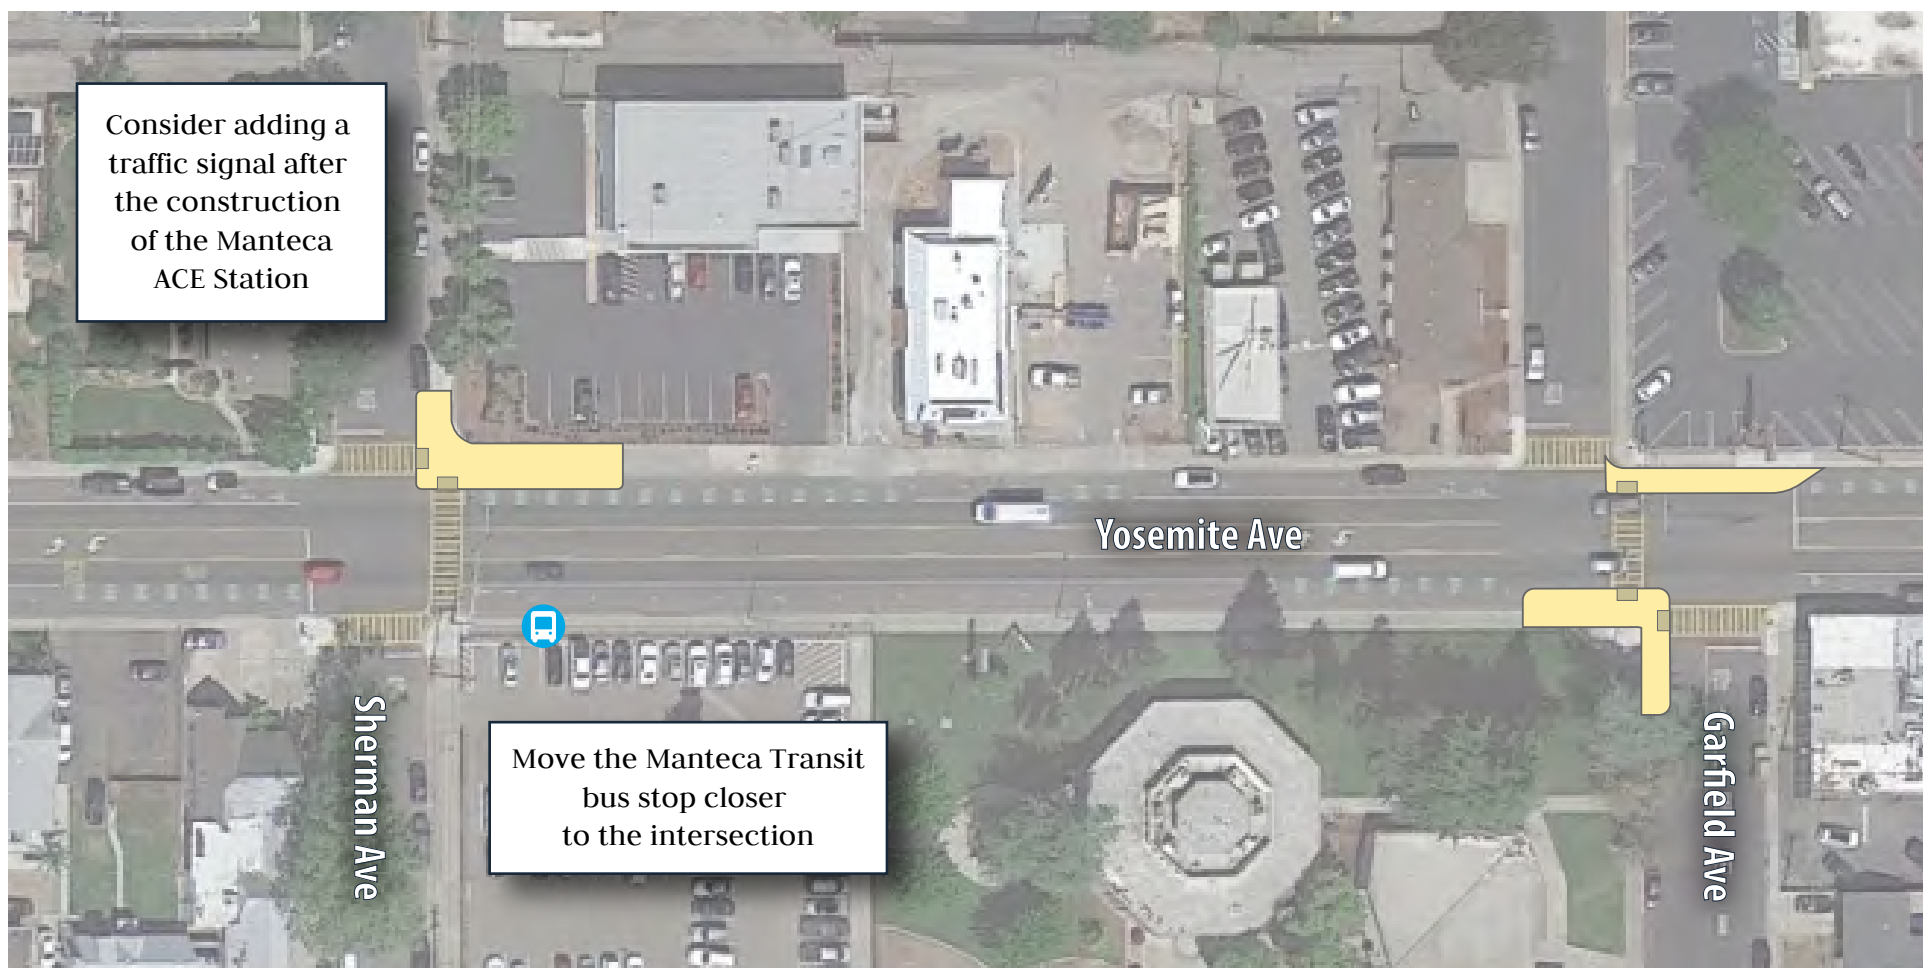 Consider adding a
traffic signal after
the construction
of the Manteca
ACE Station
Yosemite Ave
Sherman Ave
Move the Manteca Transit
bus stop closer
to the intersection
Garfield Ave